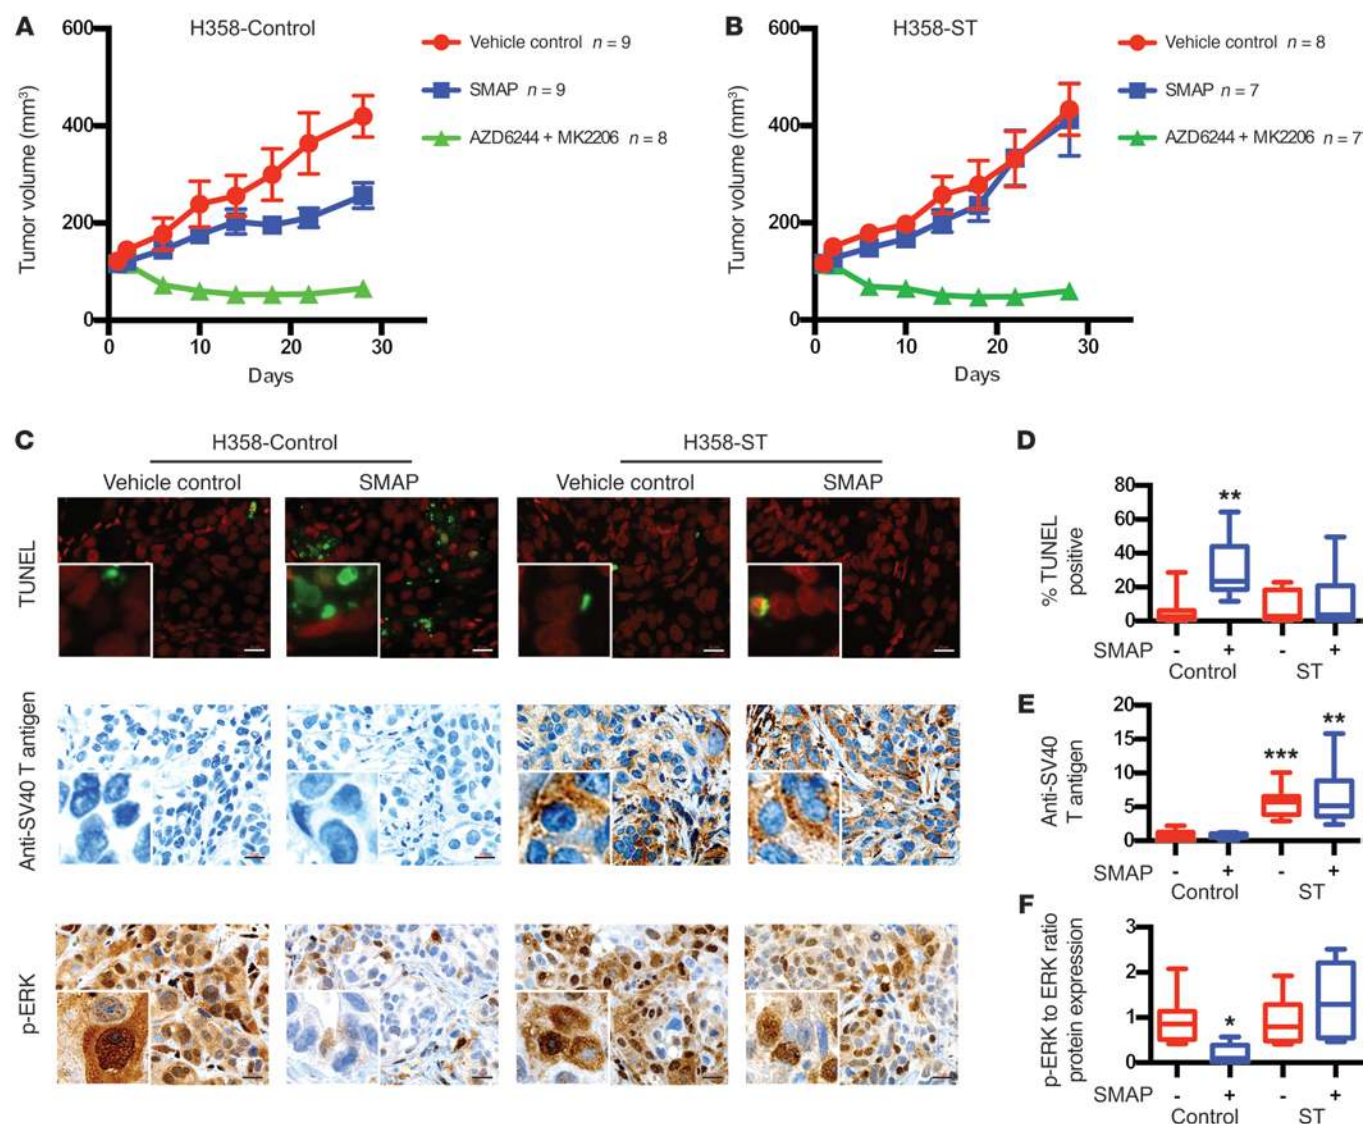 A
H358-Control
600
400
200
0
Tumor volume (mm³)
0 10 20 30
Days
Vehicle control n = 9
SMAP n = 9
AZD6244 + MK2206 n = 8
B
H358-ST
600
400
200
0
Tumor volume (mm³)
0 10 20 30
Days
Vehicle control n = 8
SMAP n = 7
AZD6244 + MK2206 n = 7
C
H358-Control H358-ST
Vehicle control SMAP Vehicle control SMAP
TUNEL
Anti-SV40 T antigen
p-ERK
D
% TUNEL
positive
80
60
40
20
0
**
SMAP - + - +
Control ST
E
Anti-SV40
T antigen
20
15
10
5
0
***
**
SMAP - + - +
Control ST
F
p-ERK to ERK ratio
protein expression
3
2
1
0
*
SMAP - + - +
Control ST